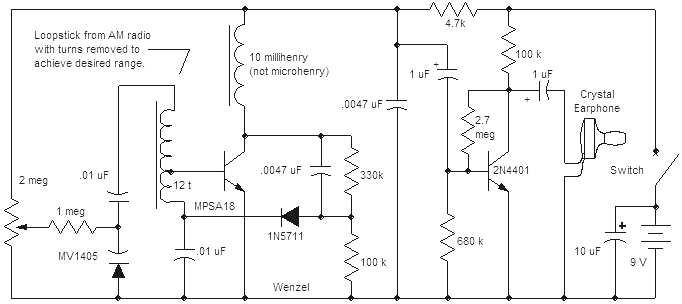 Loopstick from AM radio
with turns removed to
achieve desired range.
10 millihenry
(not microhenry)
4.7k
100 k
1 uF
+
1 uF
+
Crystal
Earphone
.0047 uF
2.7
meg
.01 uF
.0047 uF
330k
2N4401
Switch
2 meg
12 t
1 meg
MPSA18
1N5711
+
MV1405
.01 uF
680 k
10 uF
9 V
100 k
Wenzel